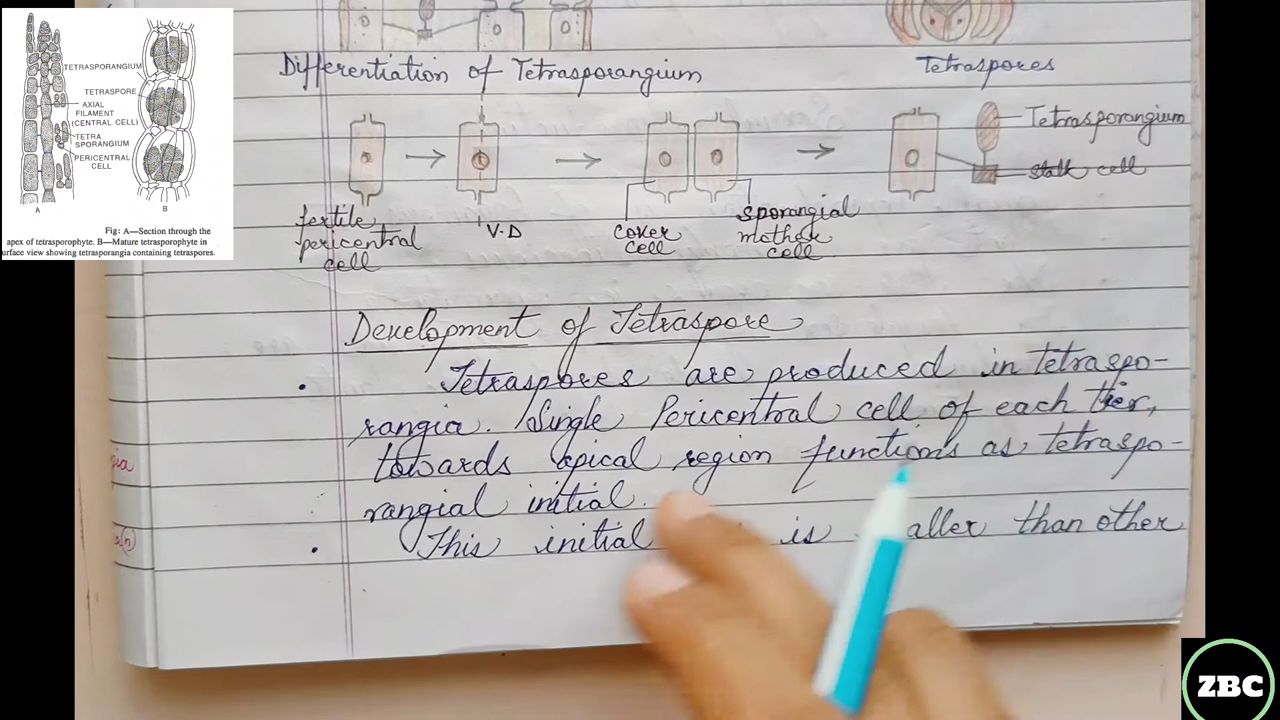 TETRASPORANGIUM
TETRASPORE
AXIAL
FILAMENT
(CENTRAL CELL)
TETRA
SPORANGIUM
PERICENTRAL
CELL
A
B
Fig: A—Section through the
apex of tetrasporophyte. B—Mature tetrasporophyte in
urface view showing tetrasporangia containing tetraspores.
Differentiation of Tetrasporangium
Tetraspores
Tetrasporangium
stalk cell
fertile
pericentral
cell
V.D
cover
cell
sporangial
mother
cell
Development of Tetraspore
• Tetraspores are produced in tetraspo-
rangia. Single Pericentral cell of each tier,
towards apical region functions as tetraspo-
rangial initial.
• This initial is aller than other
gia
(n)
ZBC